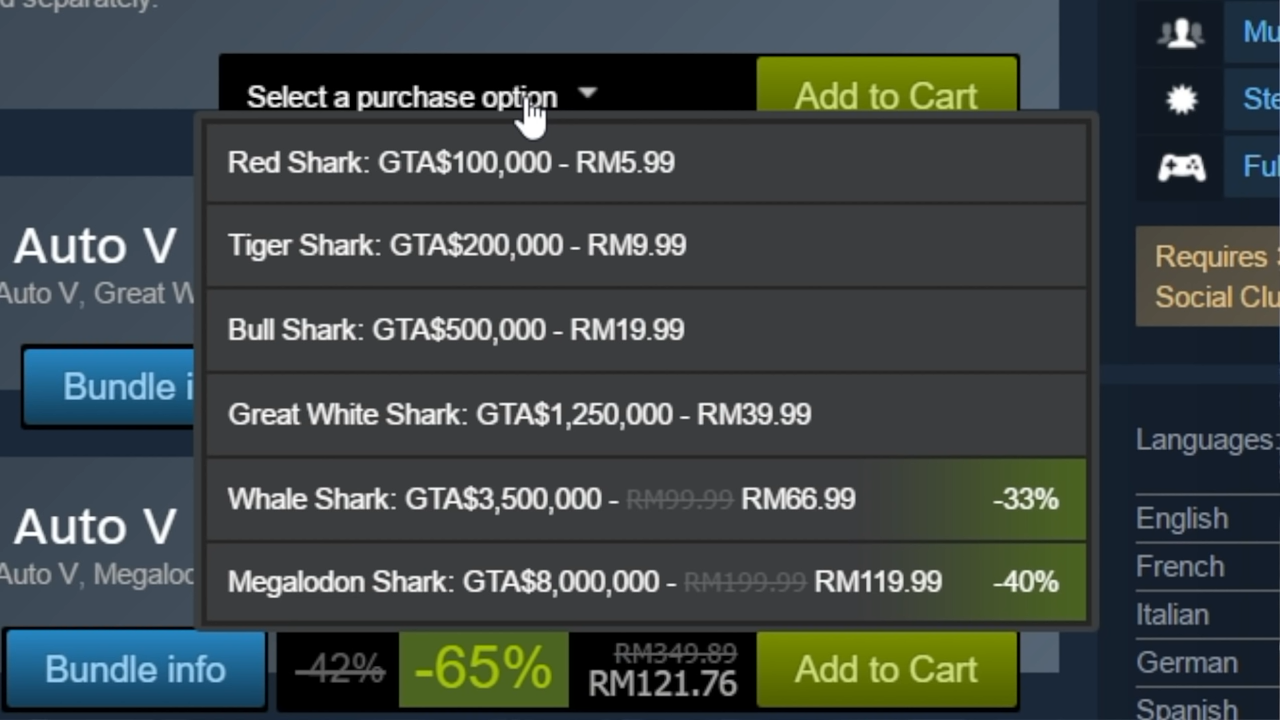 d separately.
Select a purchase option
Add to Cart
Red Shark: GTA$100,000 - RM5.99
Tiger Shark: GTA$200,000 - RM9.99
Bull Shark: GTA$500,000 - RM19.99
Great White Shark: GTA$1,250,000 - RM39.99
Whale Shark: GTA$3,500,000 - RM99.99 RM66.99 -33%
Megalodon Shark: GTA$8,000,000 - RM199.99 RM119.99 -40%
Auto V
Auto V, Great W
Bundle i
Auto V
Auto V, Megalod
Bundle info
-42%
-65%
RM349.89
RM121.76
Add to Cart
Mu
Ste
Ful
Requires 3
Social Clu
Languages:
English
French
Italian
German
Spanish